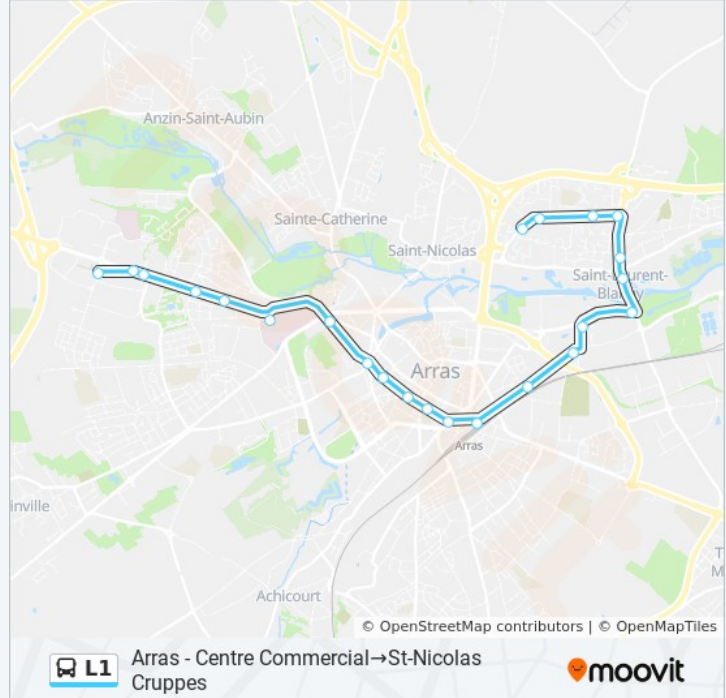 Anzin-Saint-Aubin
Sainte-Catherine
Saint-Nicolas
Saint-Laurent-
Blangy
Arras
Arras
inville
T
M
Achicourt
© OpenStreetMap contributors | © OpenMapTiles
L1
Arras - Centre Commercial→St-Nicolas
Cruppes
moovit